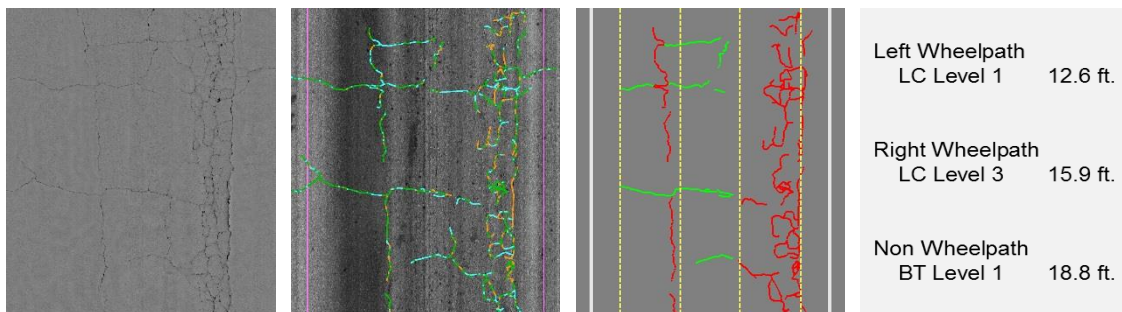 Left Wheelpath
LC Level 1 12.6 ft.
Right Wheelpath
LC Level 3 15.9 ft.
Non Wheelpath
BT Level 1 18.8 ft.